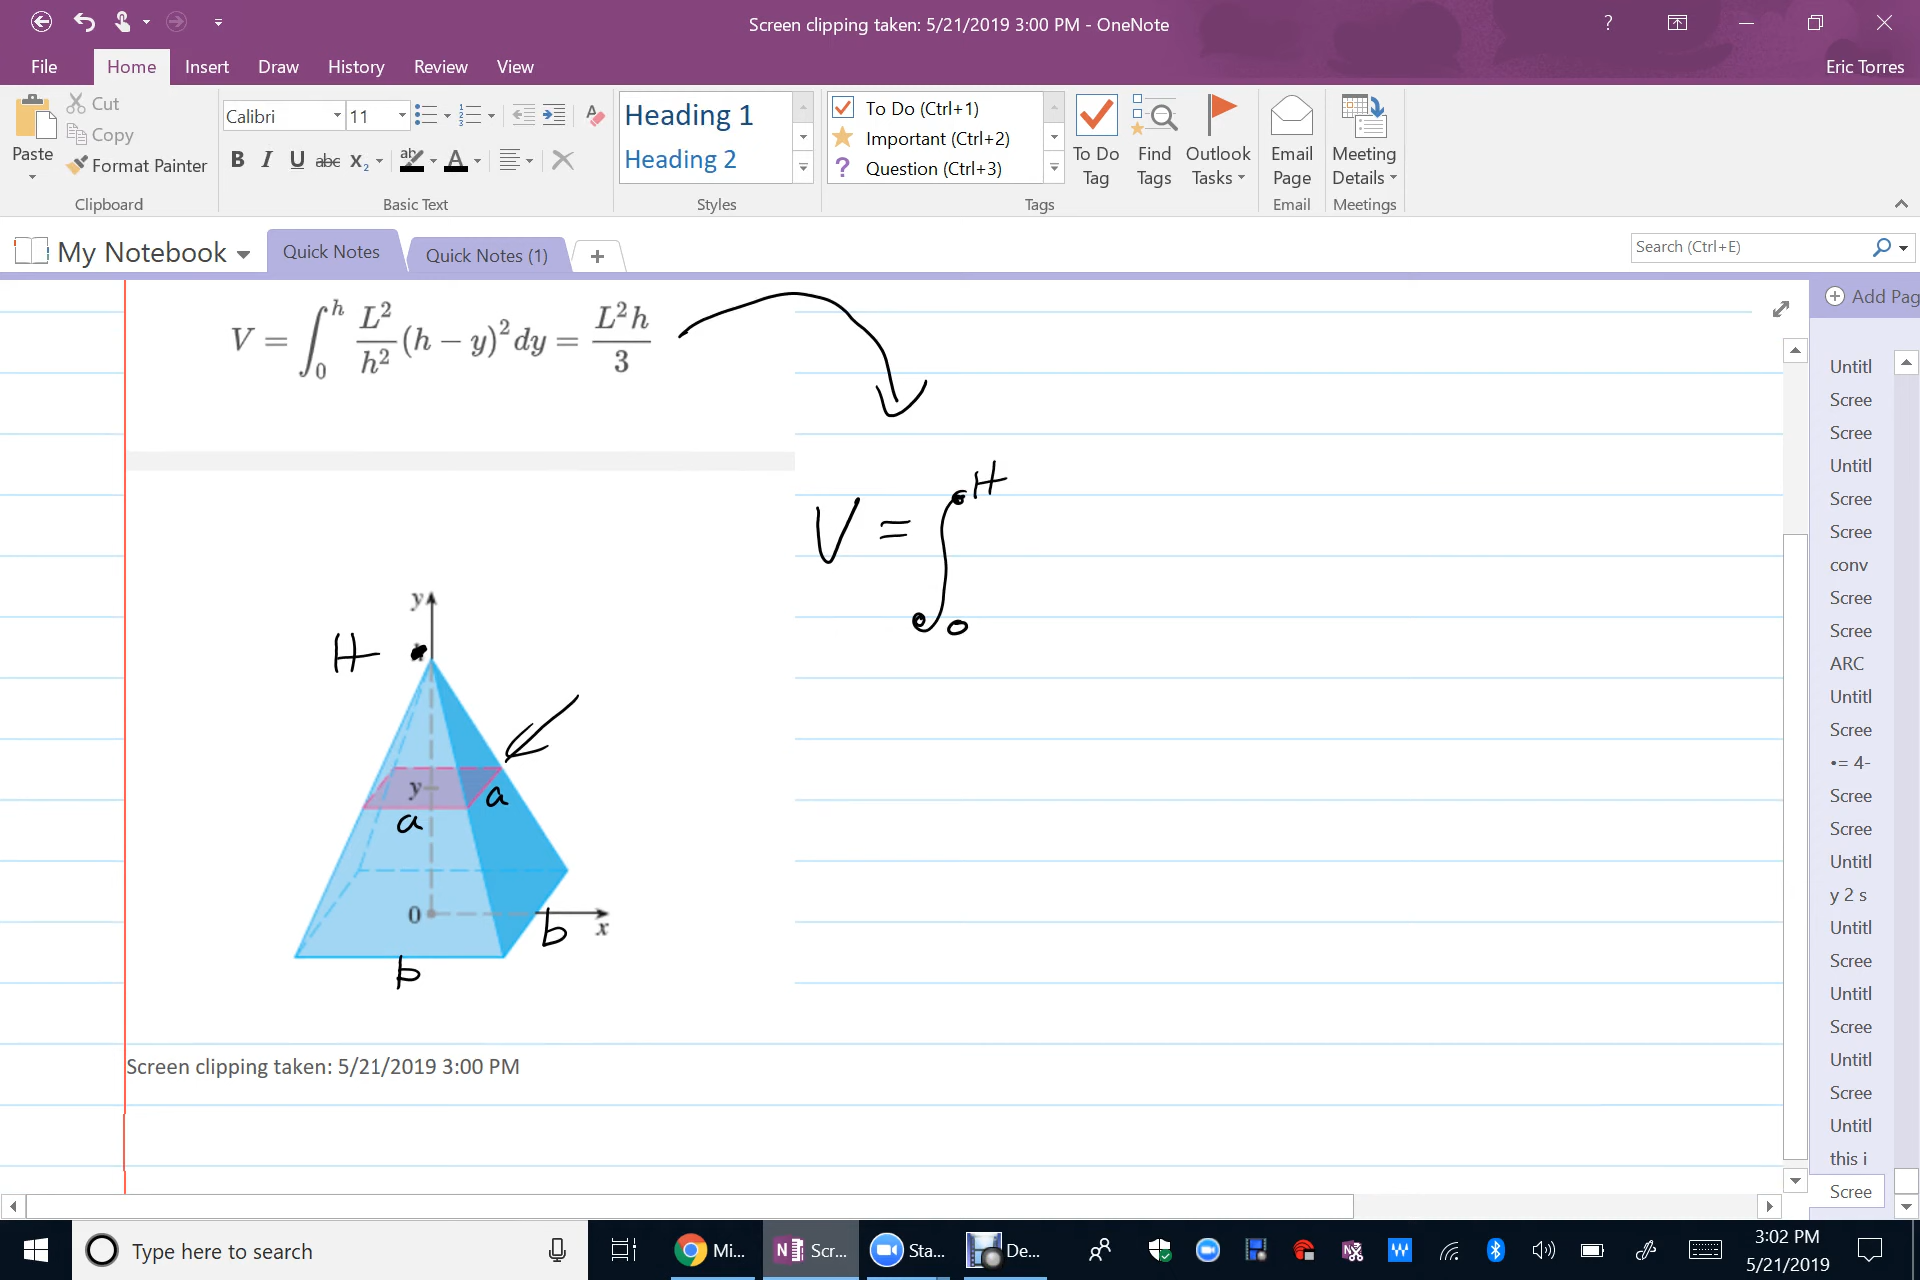 Screen clipping taken: 5/21/2019 3:00 PM - OneNote
?
File Home Insert Draw History Review View
Eric Torres
Paste
Cut
Copy
Format Painter
Clipboard
Calibri 11
B I U abc X₂ ab A
Basic Text
Heading 1
Heading 2
Styles
To Do (Ctrl+1)
Important (Ctrl+2)
? Question (Ctrl+3)
Tags
To Do Tag
Find Tags
Outlook Tasks
Email Page
Email
Meeting Details
Meetings
My Notebook
Quick Notes
Quick Notes (1)
+
Search (Ctrl+E)
Add Pag
V = ∫₀^h L²/h² (h − y)² dy = L²h/3
V = ∫₀^H
y
H
y
a
a
0
b
x
b
Screen clipping taken: 5/21/2019 3:00 PM
Untitl
Scree
Scree
Untitl
Scree
Scree
conv
Scree
Scree
ARC
Untitl
Scree
•= 4-
Scree
Scree
Untitl
y 2 s
Untitl
Scree
Untitl
Scree
Untitl
Scree
Untitl
this i
Scree
Type here to search
Mi...
N Scr...
Sta...
De...
W
3:02 PM
5/21/2019